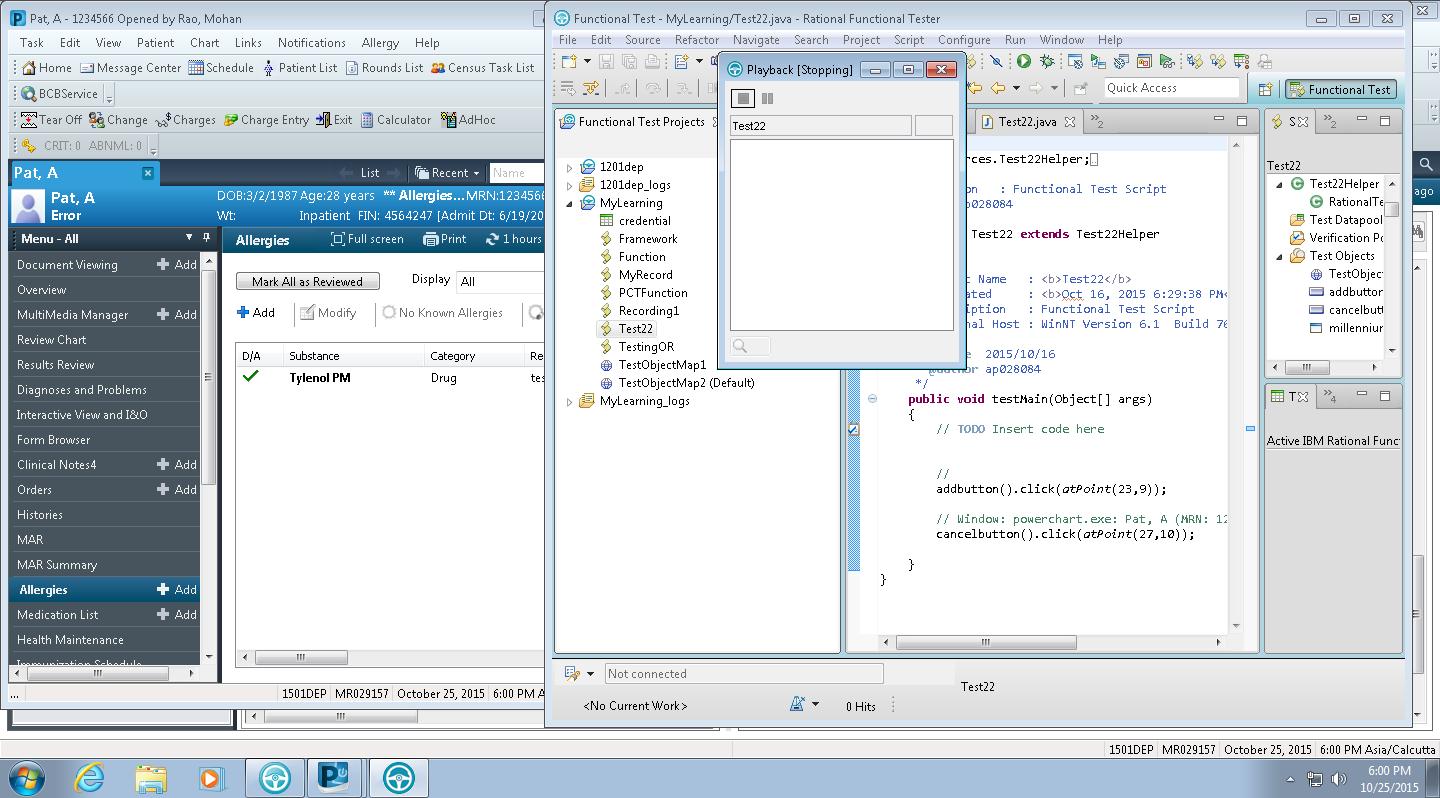 Pat, A - 1234566 Opened by Rao, Mohan
Task Edit View Patient Chart Links Notifications Allergy Help
Home Message Center Schedule Patient List Rounds List Census Task List
BCBService
Tear Off Change Charges Charge Entry Exit Calculator AdHoc
CRIT: 0 ABNML: 0
Pat, A
List Recent Name
Pat, A
Error
DOB:3/2/1987 Age:28 years ** Allergies... MRN:1234566
Wt: Inpatient FIN: 4564247 [Admit Dt: 6/19/20
Menu - All
Document Viewing Add
Overview
MultiMedia Manager Add
Review Chart
Results Review
Diagnoses and Problems
Interactive View and I&O
Form Browser
Clinical Notes4 Add
Orders Add
Histories
MAR
MAR Summary
Allergies Add
Medication List Add
Health Maintenance
Immunization Schedule
...
Allergies Full screen Print 1 hours
Mark All as Reviewed Display All
Add Modify No Known Allergies
D/A Substance Category Re
Tylenol PM Drug tes
1501DEP MR029157 October 25, 2015 6:00 PM A
Functional Test - MyLearning/Test22.java - Rational Functional Tester
File Edit Source Refactor Navigate Search Project Script Configure Run Window Help
Quick Access Functional Test
Functional Test Projects
1201dep
1201dep_logs
MyLearning
credential
Framework
Function
MyRecord
PCTFunction
Recording1
Test22
TestingOR
TestObjectMap1
TestObjectMap2 (Default)
MyLearning_logs
Playback [Stopping]
Test22
Test22.java
2
rces.Test22Helper;
on : Functional Test Script
p028084
Test22 extends Test22Helper
t Name : <b>Test22</b>
ated : <b>Oct 16, 2015 6:29:38 PM<
iption : Functional Test Script
nal Host : WinNT Version 6.1 Build 76
e 2015/10/16
@author ap028084
*/
public void testMain(Object[] args)
{
// TODO Insert code here
//
addbutton().click(atPoint(23,9));
// Window: powerchart.exe: Pat, A (MRN: 12
cancelbutton().click(atPoint(27,10));
}
}
S 2
Test22
Test22Helper
RationalTe
Test Datapool
Verification Po
Test Objects
TestObjec
addbutton
cancelbutt
millenniun
T 4
Active IBM Rational Func
ago
Not connected
<No Current Work> 0 Hits
Test22
1501DEP MR029157 October 25, 2015 6:00 PM Asia/Calcutta
6:00 PM
10/25/2015